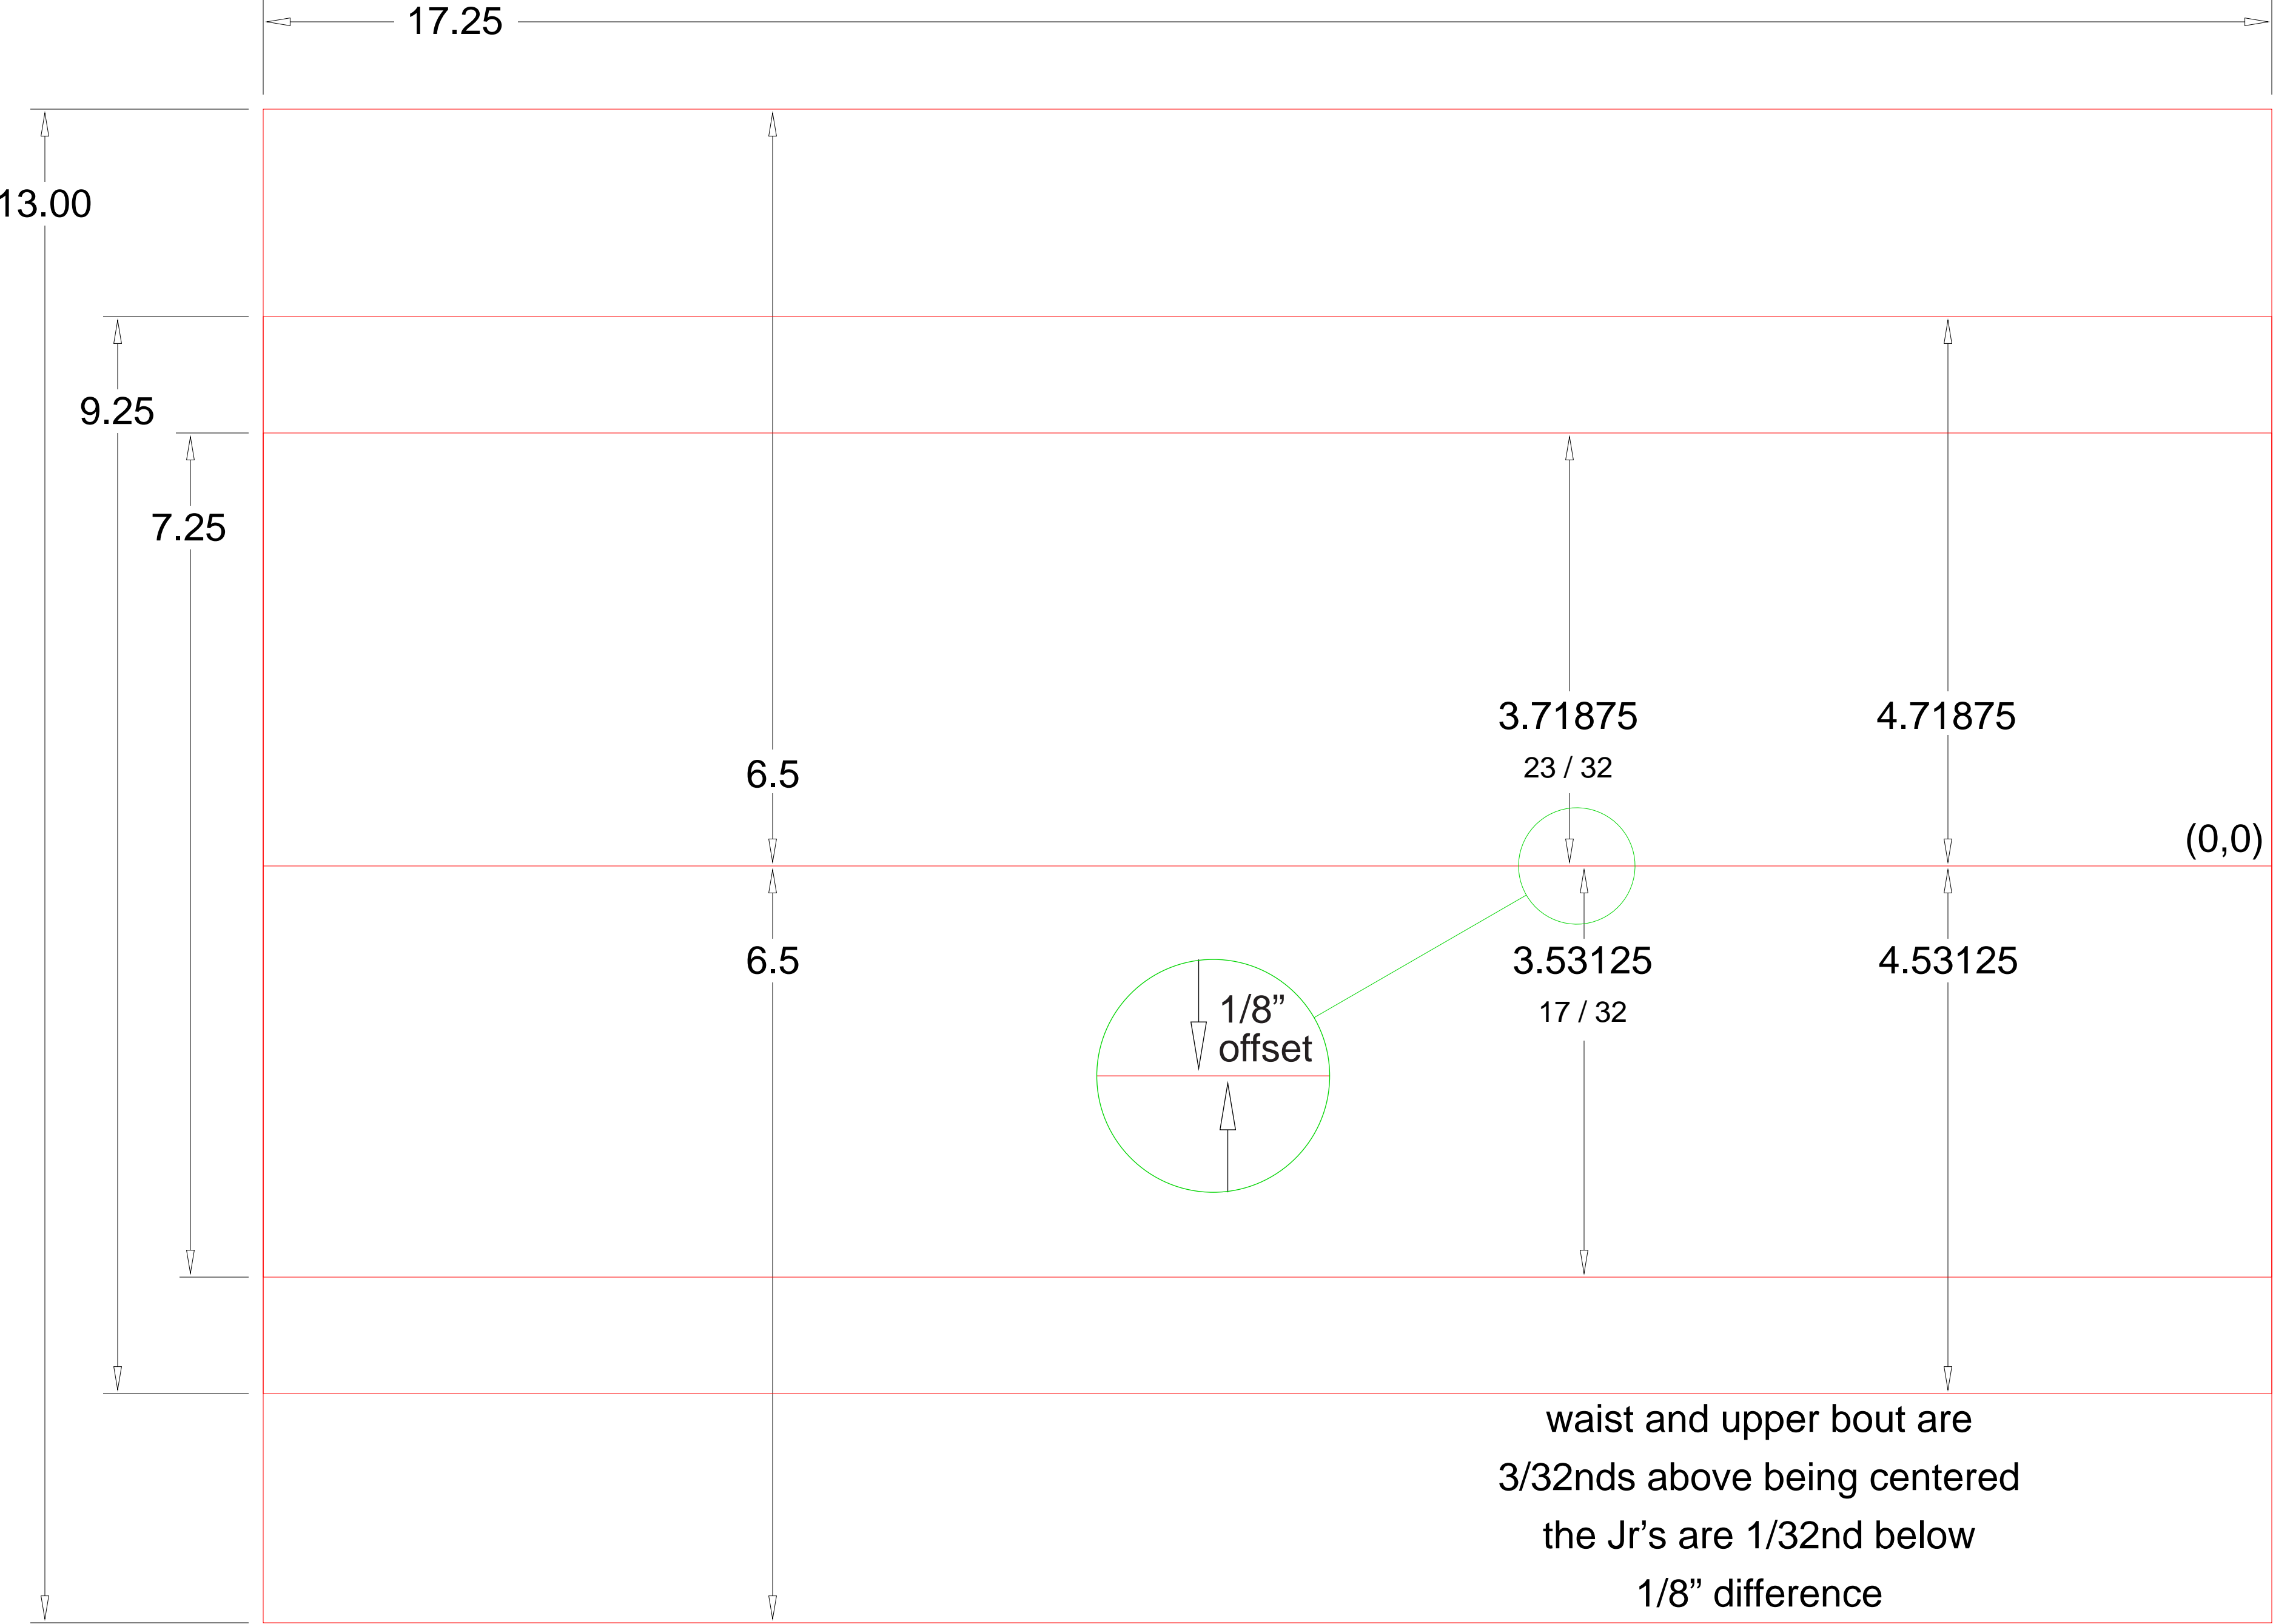 17.25
13.00
9.25
7.25
3.71875
4.71875
23 / 32
6.5
(0,0)
6.5
3.53125
4.53125
17 / 32
1/8”
offset
waist and upper bout are
3/32nds above being centered
the Jr’s are 1/32nd below
1/8” difference